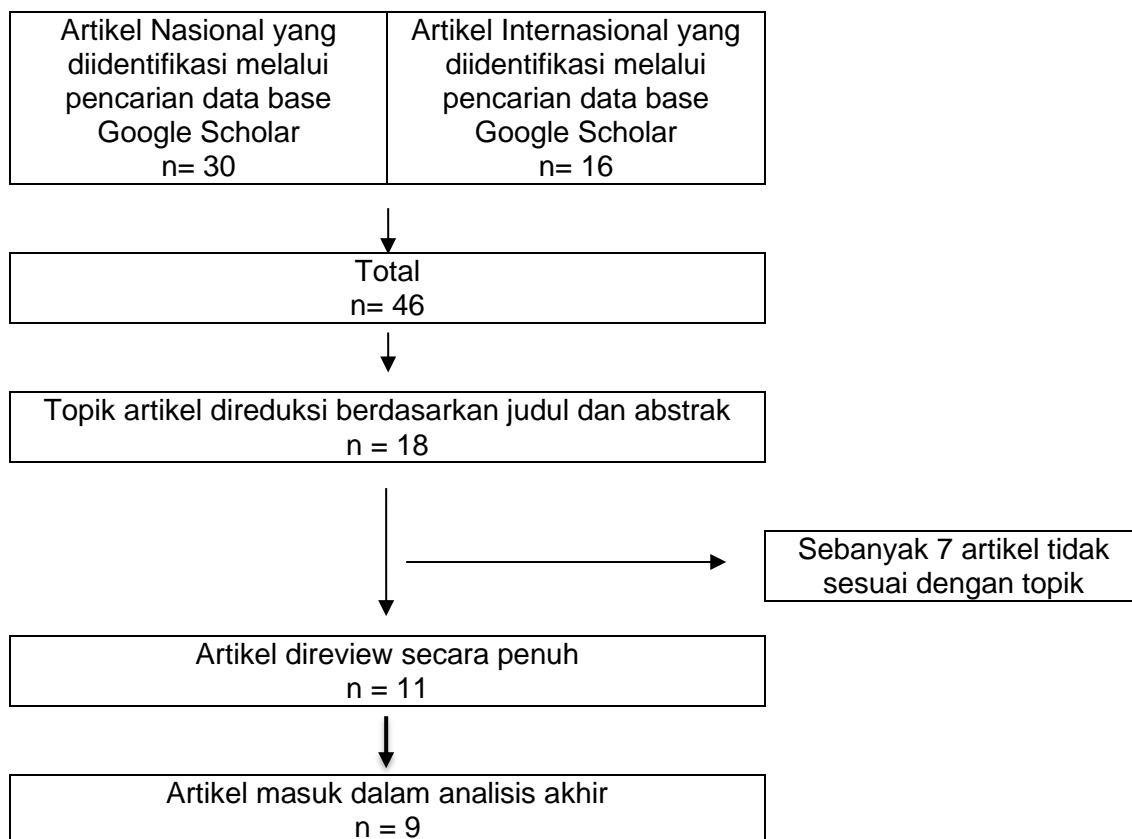 Artikel Nasional yang
diidentifikasi melalui
pencarian data base
Google Scholar
n= 30
Artikel Internasional yang
diidentifikasi melalui
pencarian data base
Google Scholar
n= 16
Total
n= 46
Topik artikel direduksi berdasarkan judul dan abstrak
n = 18
Sebanyak 7 artikel tidak
sesuai dengan topik
Artikel direview secara penuh
n = 11
Artikel masuk dalam analisis akhir
n = 9